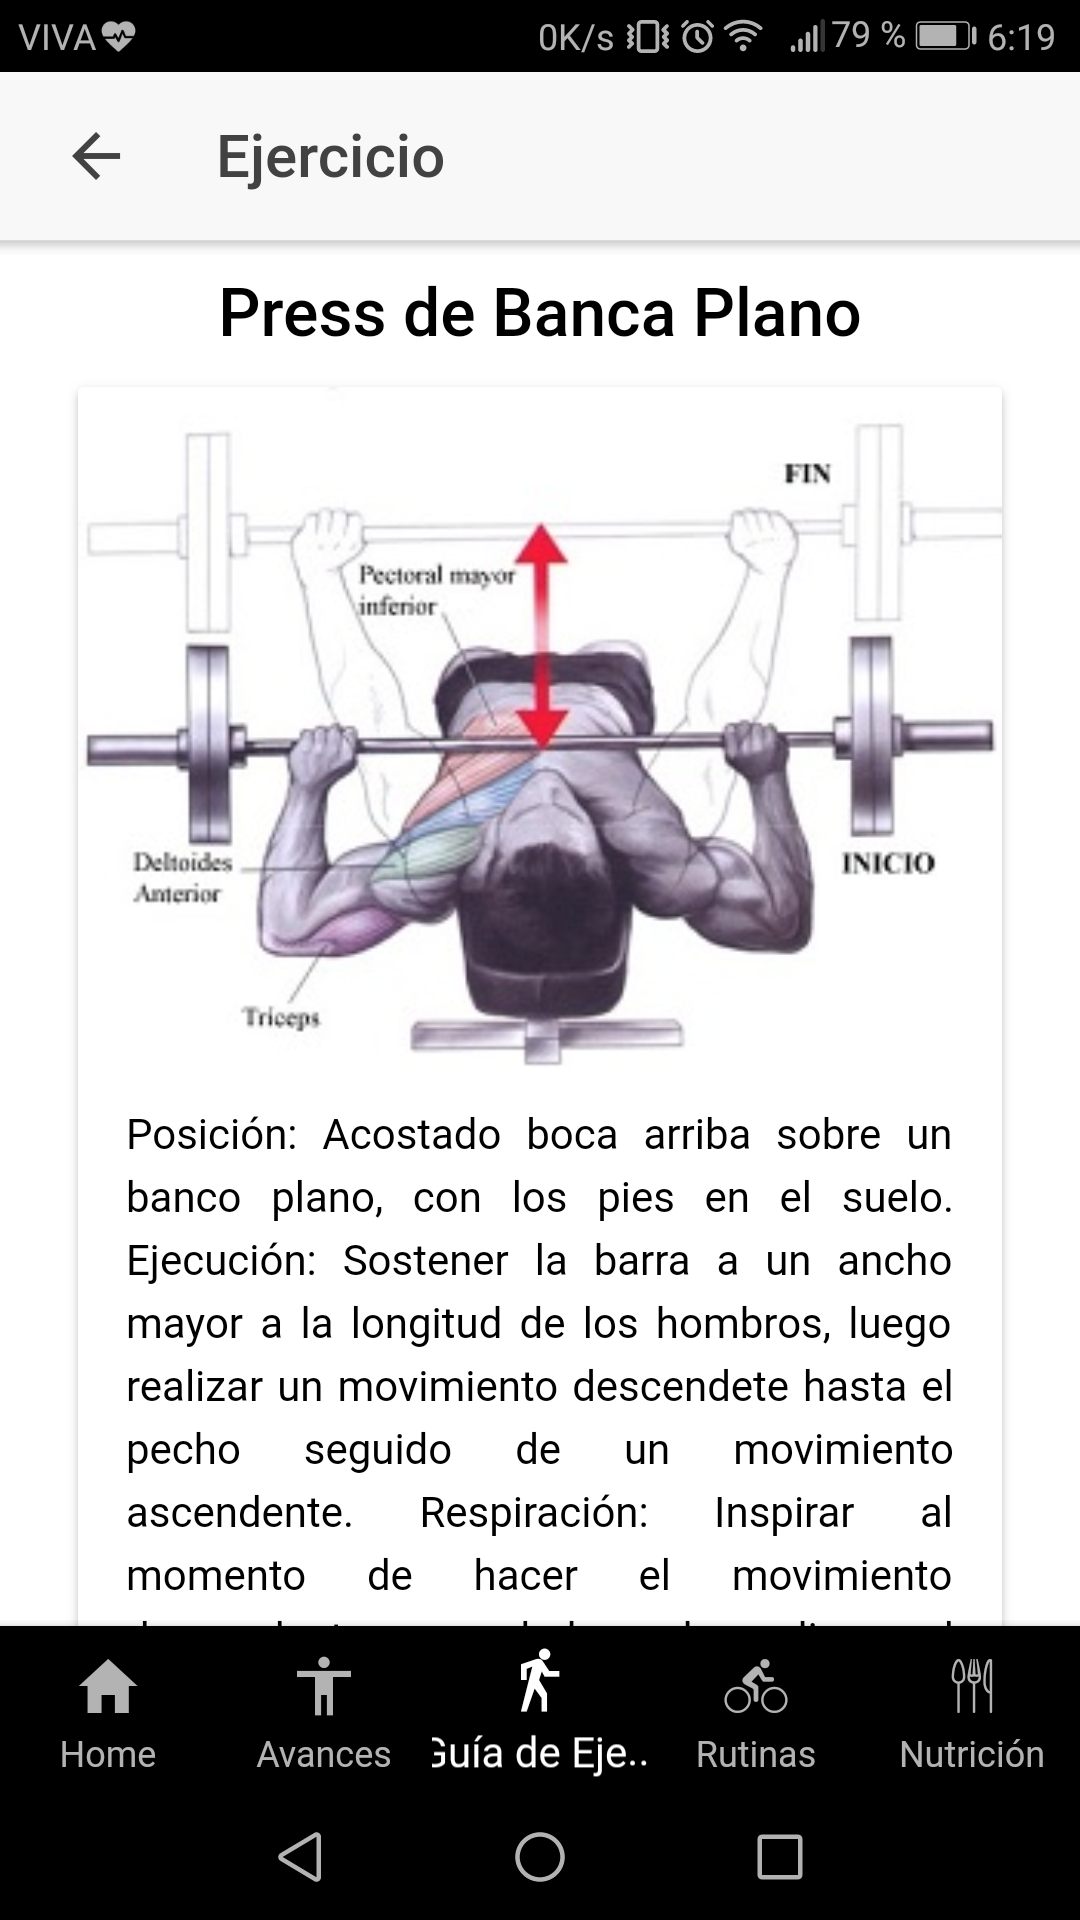 VIVA 0K/s 79 % 6:19
Ejercicio
Press de Banca Plano
FIN
Pectoral mayor
inferior
Deltoides
Anterior
INICIO
Triceps
Posición: Acostado boca arriba sobre un
banco plano, con los pies en el suelo.
Ejecución: Sostener la barra a un ancho
mayor a la longitud de los hombros, luego
realizar un movimiento descendete hasta el
pecho seguido de un movimiento
ascendente. Respiración: Inspirar al
momento de hacer el movimiento
Home Avances Guía de Eje.. Rutinas Nutrición